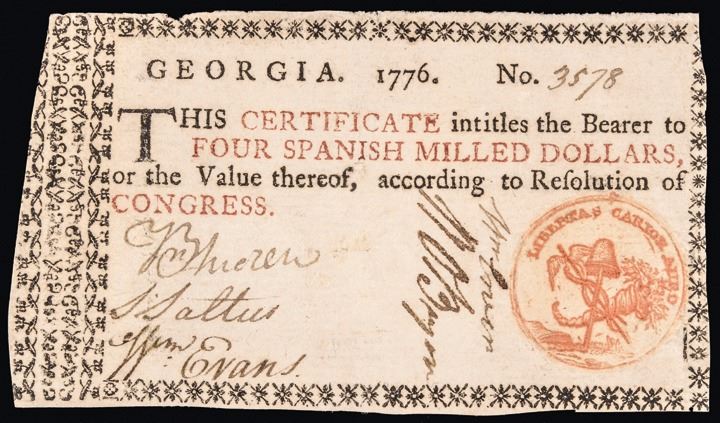 GEORGIA. 1776. No. 3578
THIS CERTIFICATE intitles the Bearer to
FOUR SPANISH MILLED DOLLARS,
or the Value thereof, according to Resolution of
CONGRESS.
S Saltus
Wm Evans.
LIBERTAS CARIOR AURO